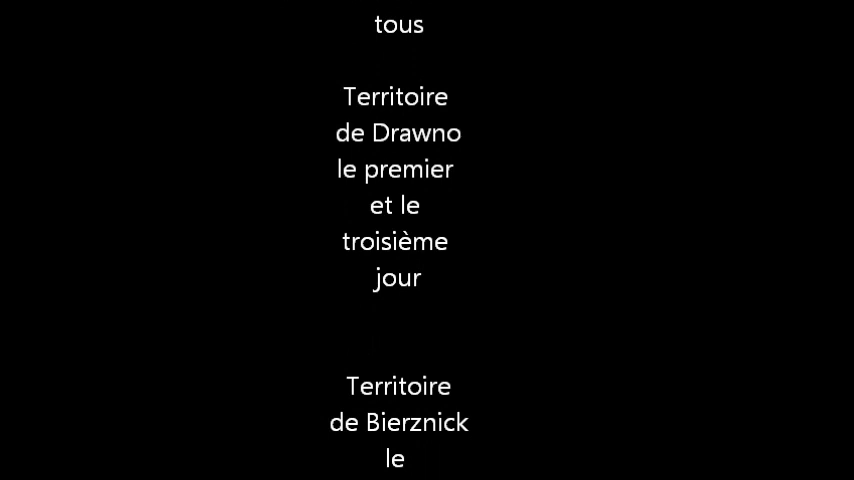 tous
Territoire
de Drawno
le premier
et le
troisième
jour
Territoire
de Bierznick
le